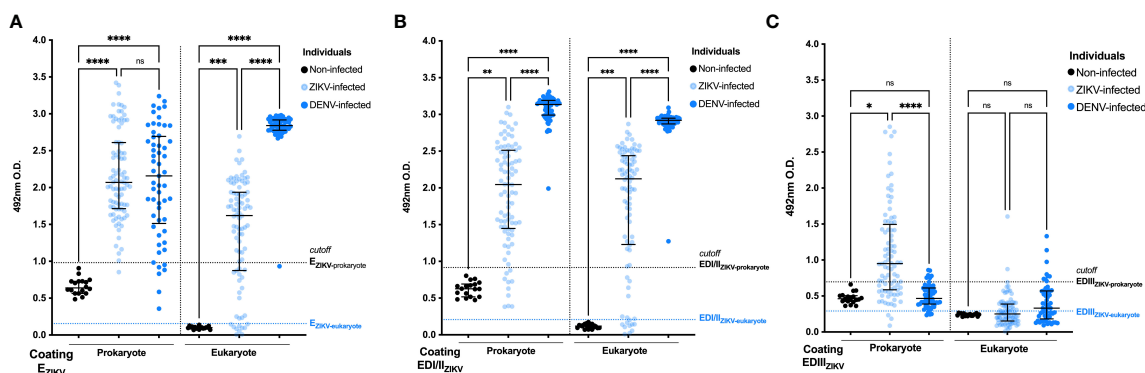 A
Individuals
Non-infected
ZIKV-infected
DENV-infected
****
****
ns
****
***
****
492nm O.D.
4.0
3.5
3.0
2.5
2.0
1.5
1.0
0.5
0.0
cutoff
EZIKV-prokaryote
EZIKV-eukaryote
Coating
EZIKV
Prokaryote
Eukaryote
B
Individuals
Non-infected
ZIKV-infected
DENV-infected
****
**
****
****
***
****
492nm O.D.
4.0
3.5
3.0
2.5
2.0
1.5
1.0
0.5
0.0
cutoff
EDI/IIZIKV-prokaryote
EDI/IIZIKV-eukaryote
Coating
EDI/IIZIKV
Prokaryote
Eukaryote
C
Individuals
Non-infected
ZIKV-infected
DENV-infected
ns
*
****
ns
ns
ns
492nm O.D.
4.0
3.5
3.0
2.5
2.0
1.5
1.0
0.5
0.0
cutoff
EDIIIZIKV-prokaryote
EDIIIZIKV-eukaryote
Coating
EDIIIZIKV
Prokaryote
Eukaryote